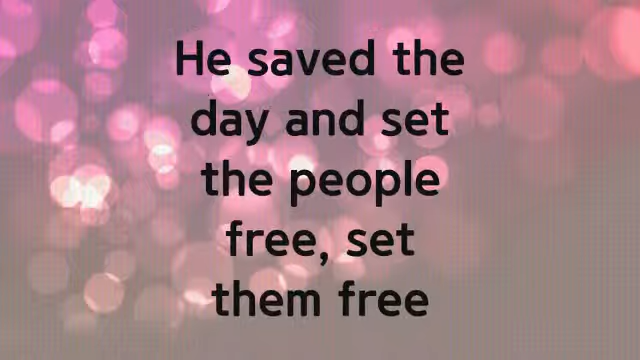 He saved the
day and set
the people
free, set
them free